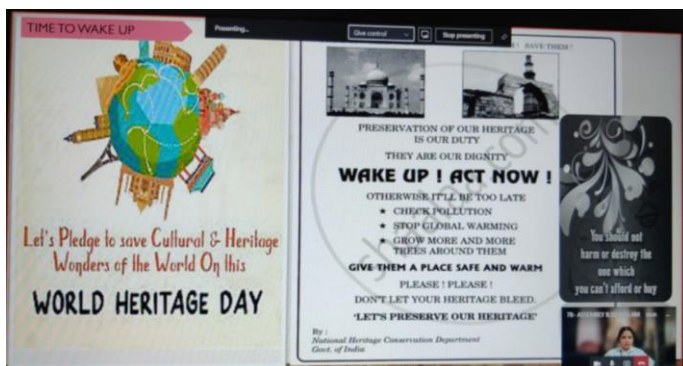 TIME TO WAKE UP
Presenting...
Give control
Stop presenting
Let's Pledge to save Cultural & Heritage
Wonders of the World On this
WORLD HERITAGE DAY
! SAVE THEM !
PRESERVATION OF OUR HERITAGE
IS OUR DUTY
THEY ARE OUR DIGNITY
WAKE UP ! ACT NOW !
OTHERWISE IT'LL BE TOO LATE
★ CHECK POLLUTION
★ STOP GLOBAL WARMING
★ GROW MORE AND MORE
TREES AROUND THEM
GIVE THEM A PLACE SAFE AND WARM
PLEASE ! PLEASE !
DON'T LET YOUR HERITAGE BLEED.
'LET'S PRESERVE OUR HERITAGE'
By :
National Heritage Conservation Department
Govt. of India
shaalaa.com
You should not
harm or destroy the
one which
you can't afford or buy